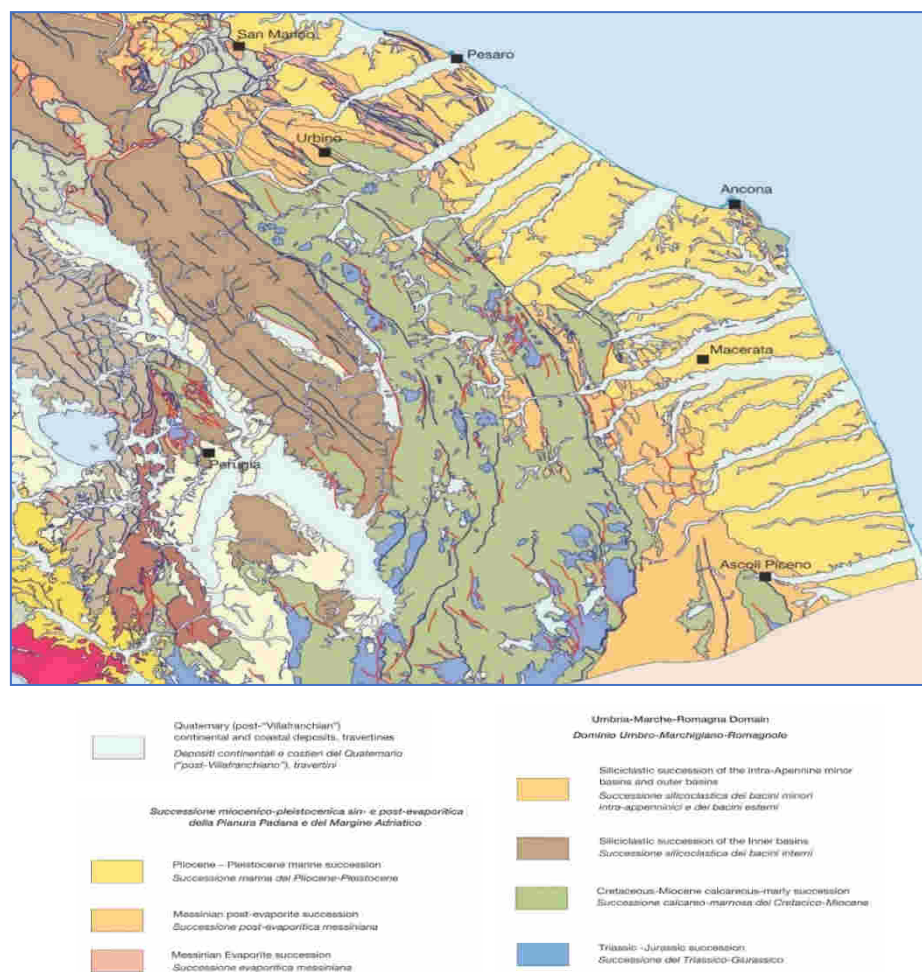 San Marino
Pesaro
Urbino
Ancona
Macerata
Perugia
Ascoli Piceno
Quaternary (post-"Villafranchian")
continental and coastal deposits, travertines
Depositi continentali e costieri del Quaternario
("post-Villafranchiano"), travertini
Successione miocenico-pleistocenica sin- e post-evaporitica
della Pianura Padana e del Margine Adriatico
Pliocene – Pleistocene marine succession
Successione marna del Pliocene-Pleistocene
Messinian post-evaporite succession
Successione post-evaporitica messiniana
Messinian Evaporite succession
Successione evaporitica messiniana
Umbria-Marche-Romagna Domain
Dominio Umbro-Marchigiano-Romagnolo
Siliciclastic succession of the Intra-Apennine minor
basins and outer basins
Successione silicoclastica dei bacini minori
intra-appenninici e dei bacini esterni
Siliciclastic succession of the Inner basins
Successione silicoclastica dei bacini interni
Cretaceous-Miocene calcareous-marly succession
Successione calcareo-marnosa del Cretacico-Miocene
Triassic -Jurassic succession
Successione del Triassico-Giurassico